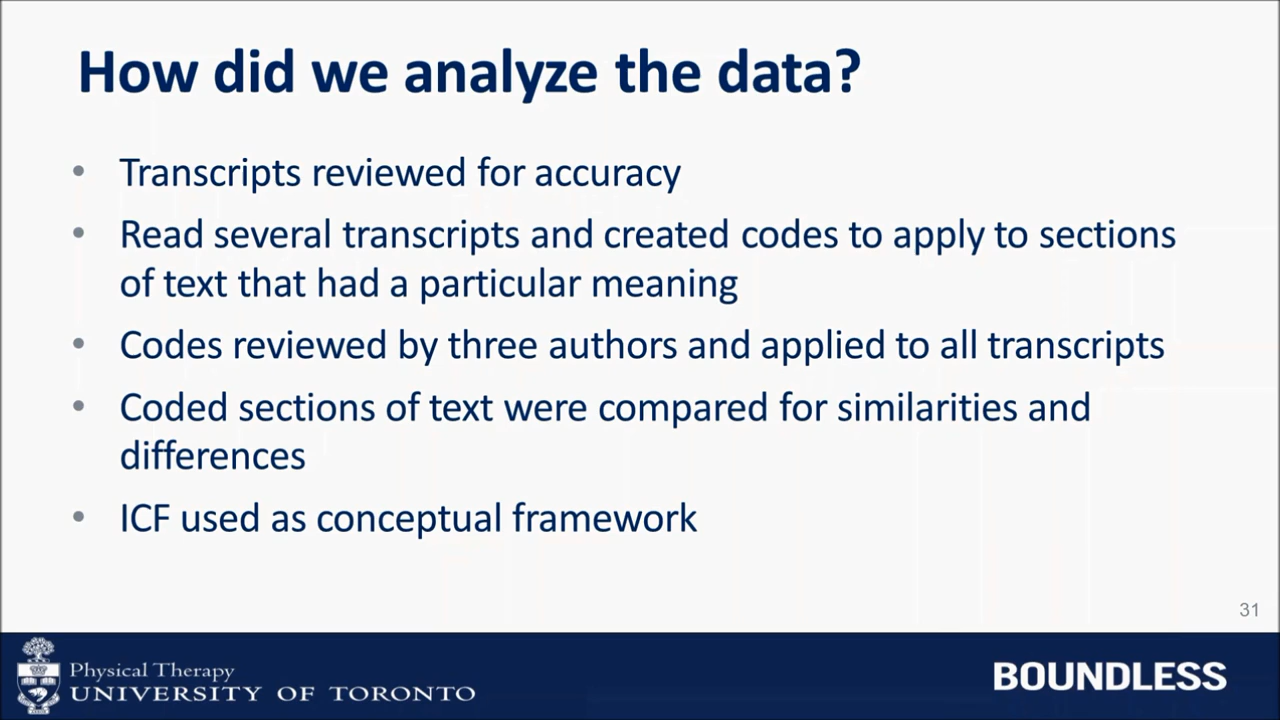 How did we analyze the data?
• Transcripts reviewed for accuracy
• Read several transcripts and created codes to apply to sections
of text that had a particular meaning
• Codes reviewed by three authors and applied to all transcripts
• Coded sections of text were compared for similarities and
differences
• ICF used as conceptual framework
31
Physical Therapy
UNIVERSITY OF TORONTO
BOUNDLESS